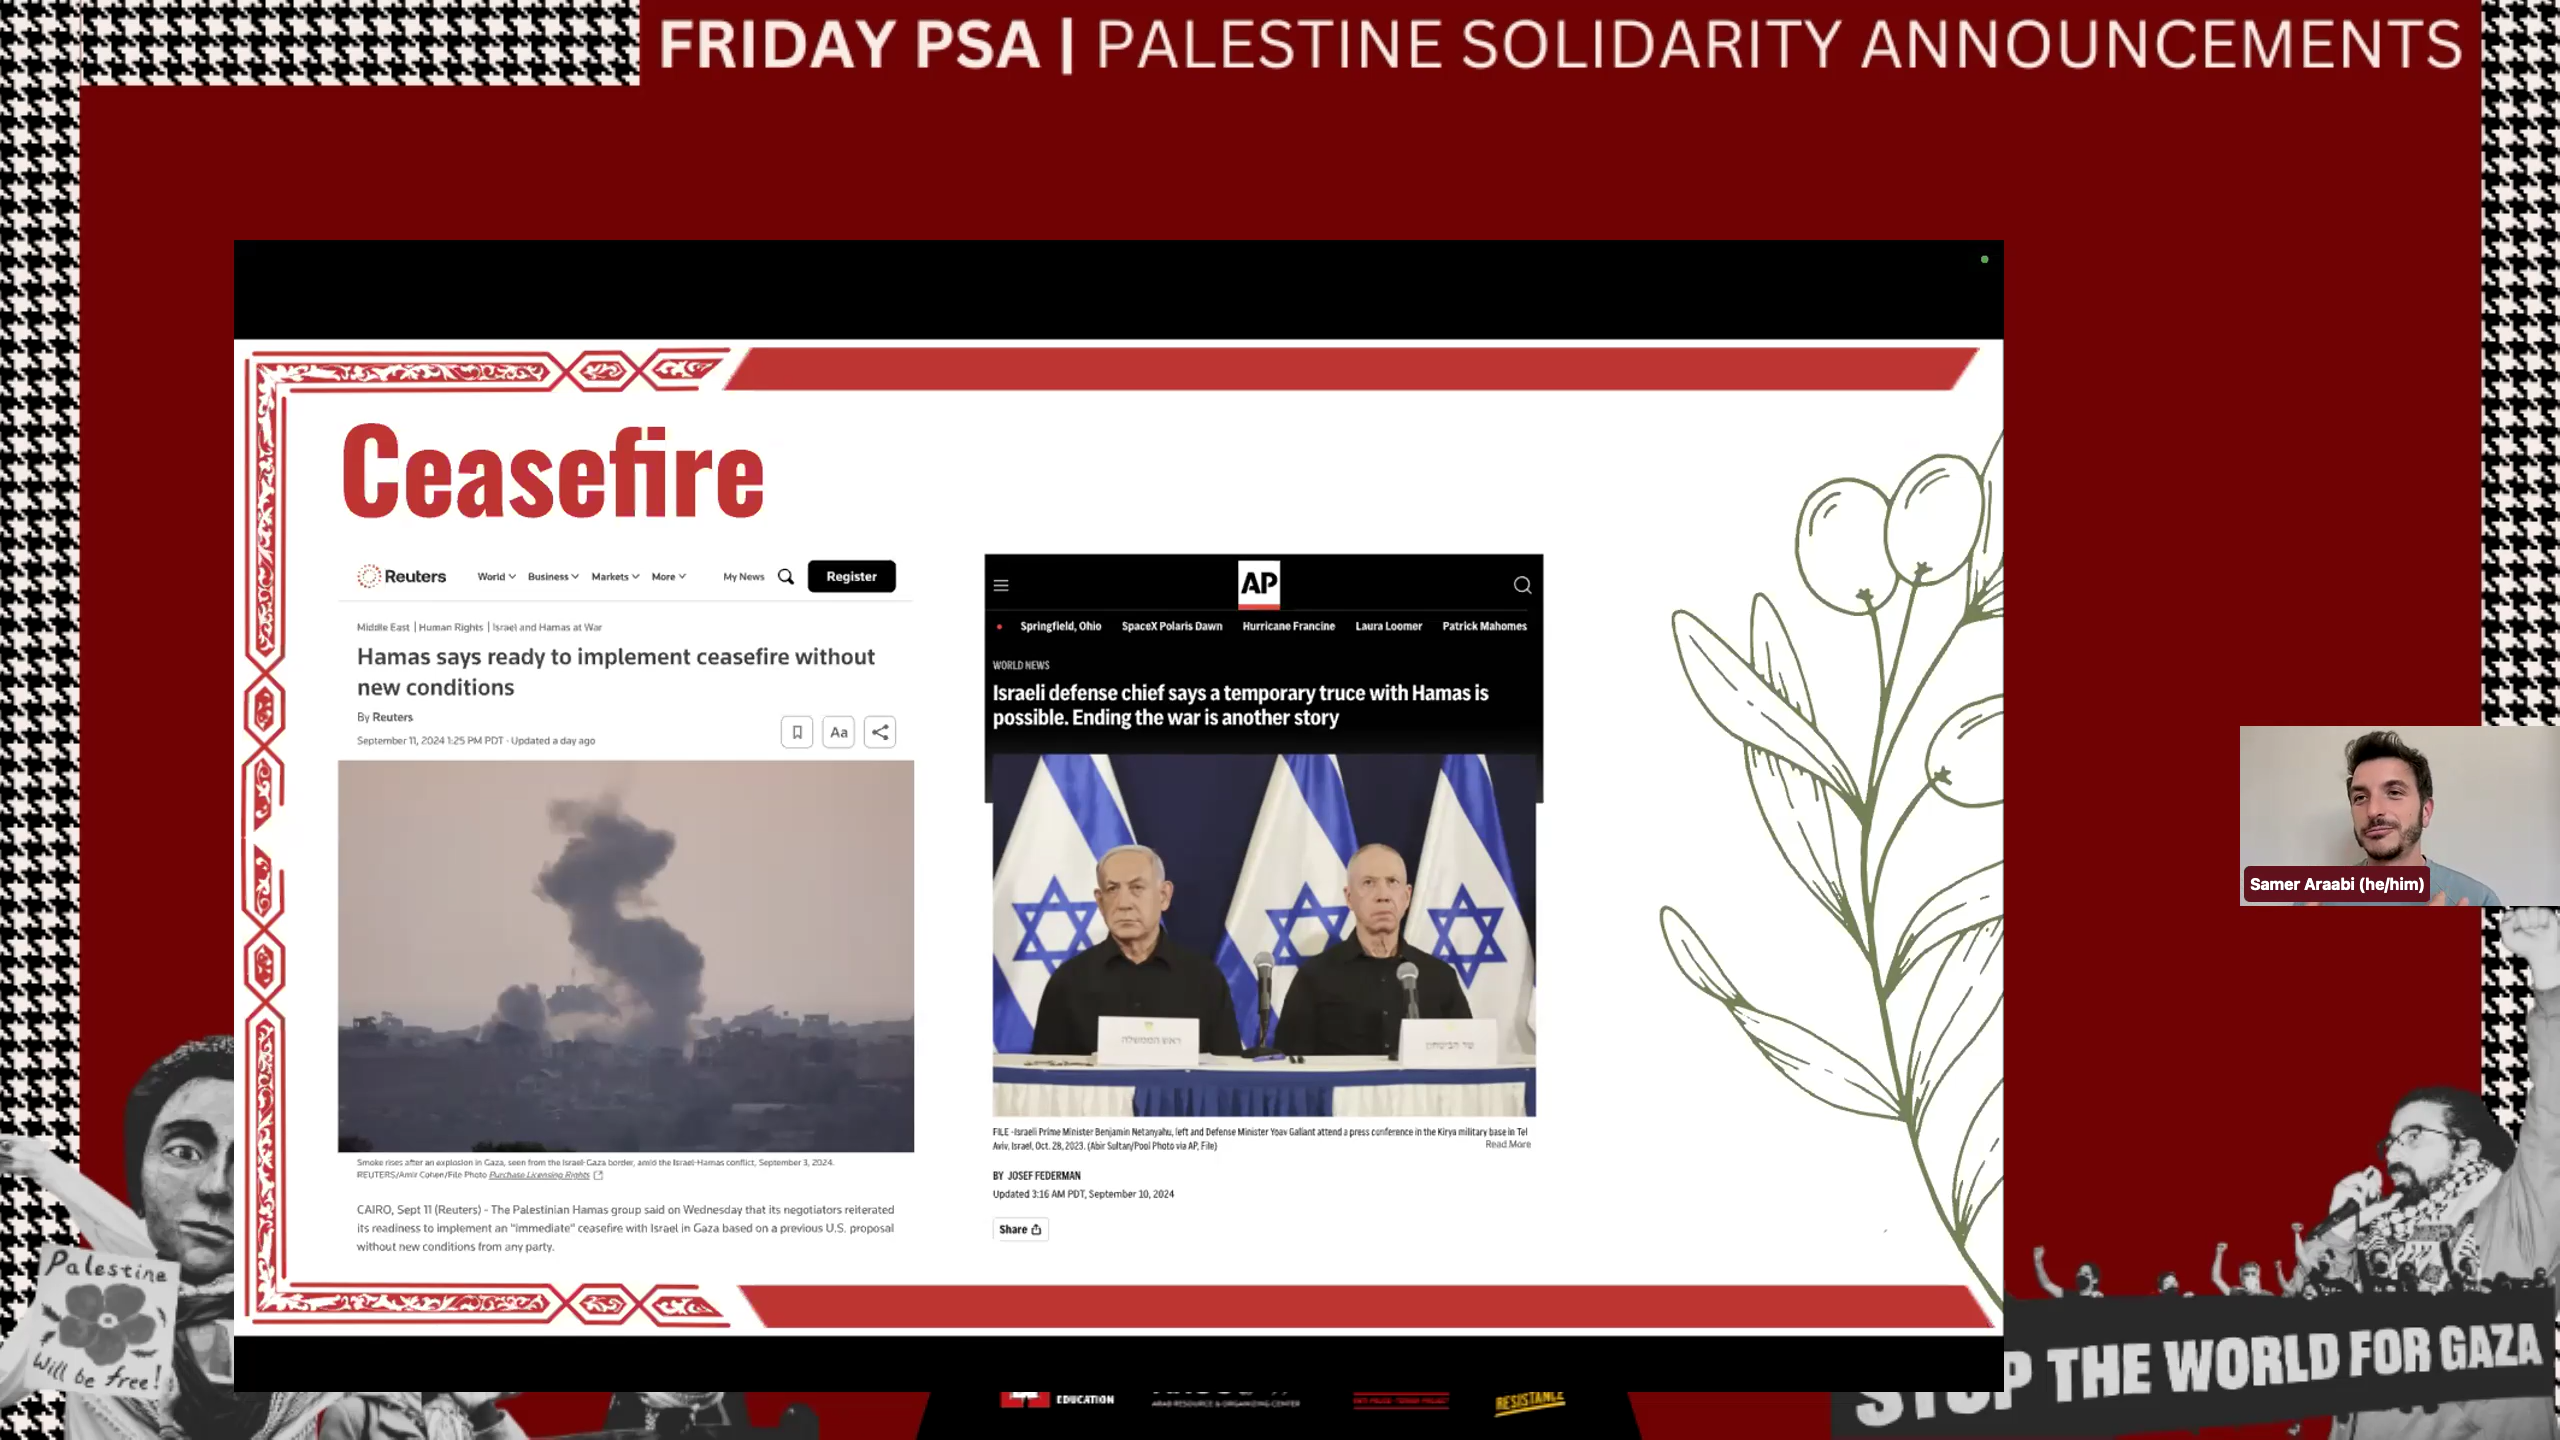 FRIDAY PSA | PALESTINE SOLIDARITY ANNOUNCEMENTS
Ceasefire
Reuters World Business Markets More My News Register
Middle East | Human Rights | Israel and Hamas at War
Hamas says ready to implement ceasefire without
new conditions
By Reuters
September 11, 2024 1:25 PM PDT · Updated a day ago
Aa
Smoke rises after an explosion in Gaza, seen from the Israel-Gaza border, amid the Israel-Hamas conflict, September 3, 2024.
REUTERS/Amir Cohen/File Photo Purchase Licensing Rights
CAIRO, Sept 11 (Reuters) - The Palestinian Hamas group said on Wednesday that its negotiators reiterated
its readiness to implement an "immediate" ceasefire with Israel in Gaza based on a previous U.S. proposal
without new conditions from any party.
AP
Springfield, Ohio SpaceX Polaris Dawn Hurricane Francine Laura Loomer Patrick Mahomes
WORLD NEWS
Israeli defense chief says a temporary truce with Hamas is
possible. Ending the war is another story
ראש הממשלה
שר הביטחון
FILE - Israeli Prime Minister Benjamin Netanyahu, left and Defense Minister Yoav Gallant attend a press conference in the Kirya military base in Tel
Aviv, Israel, Oct. 28, 2023. (Abir Sultan/Pool Photo via AP, File)
Read More
BY JOSEF FEDERMAN
Updated 3:16 AM PDT, September 10, 2024
Share
Samer Araabi (he/him)
Palestine
Will be free!
STOP THE WORLD FOR GAZA
EDUCATION
ARAB RESOURCE & ORGANIZING CENTER
RESISTANCE